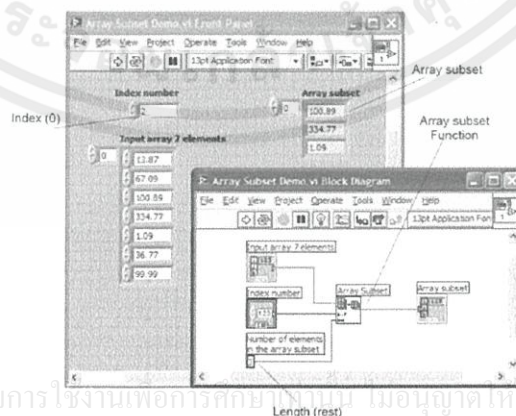 Array Subset Demo.vi Front Panel
File Edit View Project Operate Tools Window Help
13pt Application Font
Index number
2
Array subset
0
100.89
334.77
1.09
Input array 7 elements
0
13.87
67.09
100.89
334.77
1.09
36.77
99.99
Index (0)
Array subset
Array subset
Function
Array Subset Demo.vi Block Diagram
File Edit View Project Operate Tools Window Help
13pt Application Fon
Input array 7 elements
Index number
Array Subset
Array subset
Number of elements
in the array subset
Length (rest)